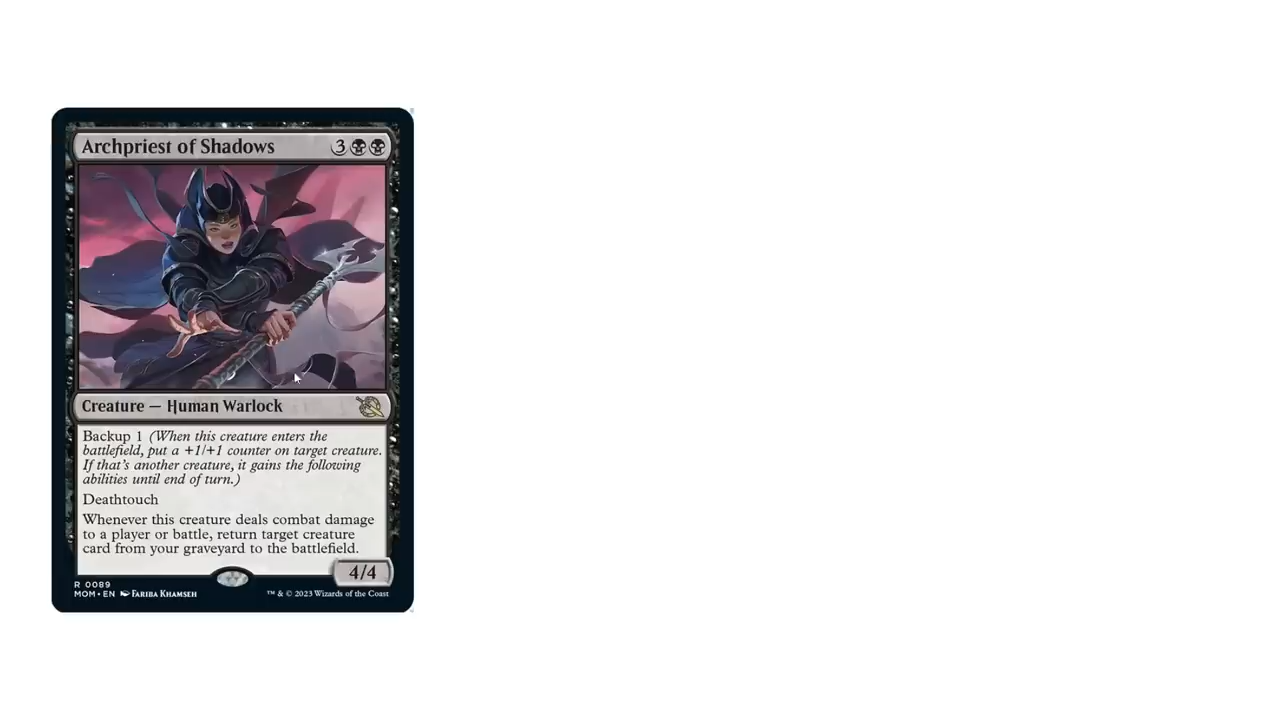 Archpriest of Shadows 3
Creature — Human Warlock
Backup 1 (When this creature enters the
battlefield, put a +1/+1 counter on target creature.
If that's another creature, it gains the following
abilities until end of turn.)
Deathtouch
Whenever this creature deals combat damage
to a player or battle, return target creature
card from your graveyard to the battlefield.
4/4
R 0089
MOM • EN Fariba Khamseh
™ & © 2023 Wizards of the Coast